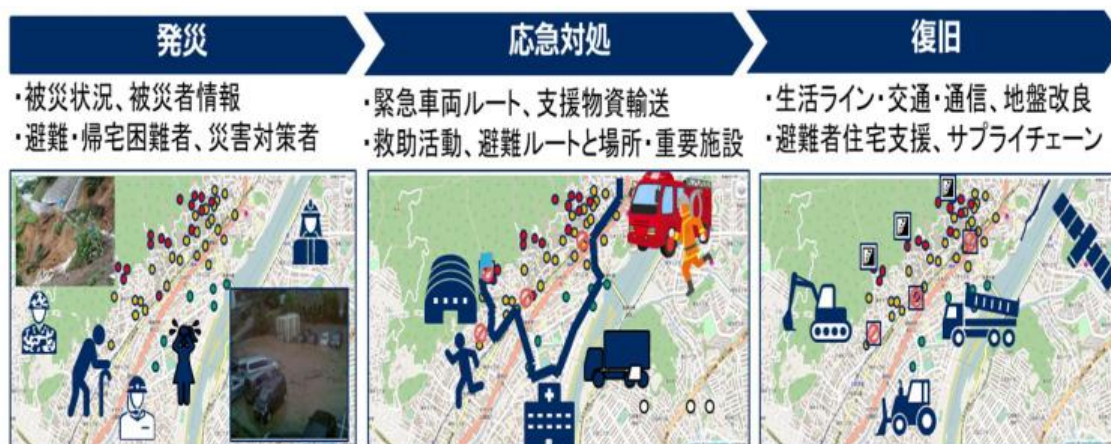 発災
・被災状況、被災者情報
・避難・帰宅困難者、災害対策者
応急対処
・緊急車両ルート、支援物資輸送
・救助活動、避難ルートと場所・重要施設
復旧
・生活ライン・交通・通信、地盤改良
・避難者住宅支援、サプライチェーン